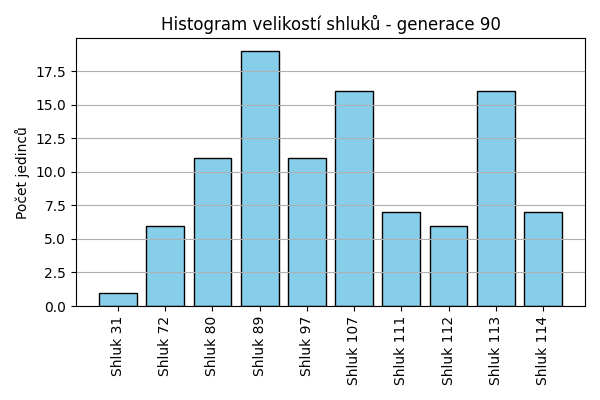 Histogram velikostí shluků - generace 90
Počet jedinců
17.5
15.0
12.5
10.0
7.5
5.0
2.5
0.0
Shluk 31
Shluk 72
Shluk 80
Shluk 89
Shluk 97
Shluk 107
Shluk 111
Shluk 112
Shluk 113
Shluk 114